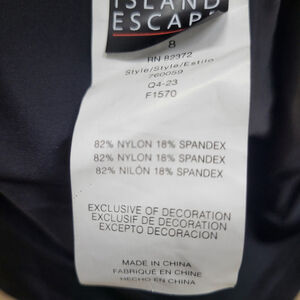 ISLAND
ESCAPE
8
RN 82972
Style/Style/Estilo
760059
Q4-23
F1570
82% NYLON 18% SPANDEX
82% NYLON 18% SPANDEX
82% NILÓN 18% SPANDEX
EXCLUSIVE OF DECORATION
EXCLUSIF DE DECORATION
EXCEPTO DECORACION
MADE IN CHINA
FABRIQUÉ EN CHINE
HECHO EN CHINA